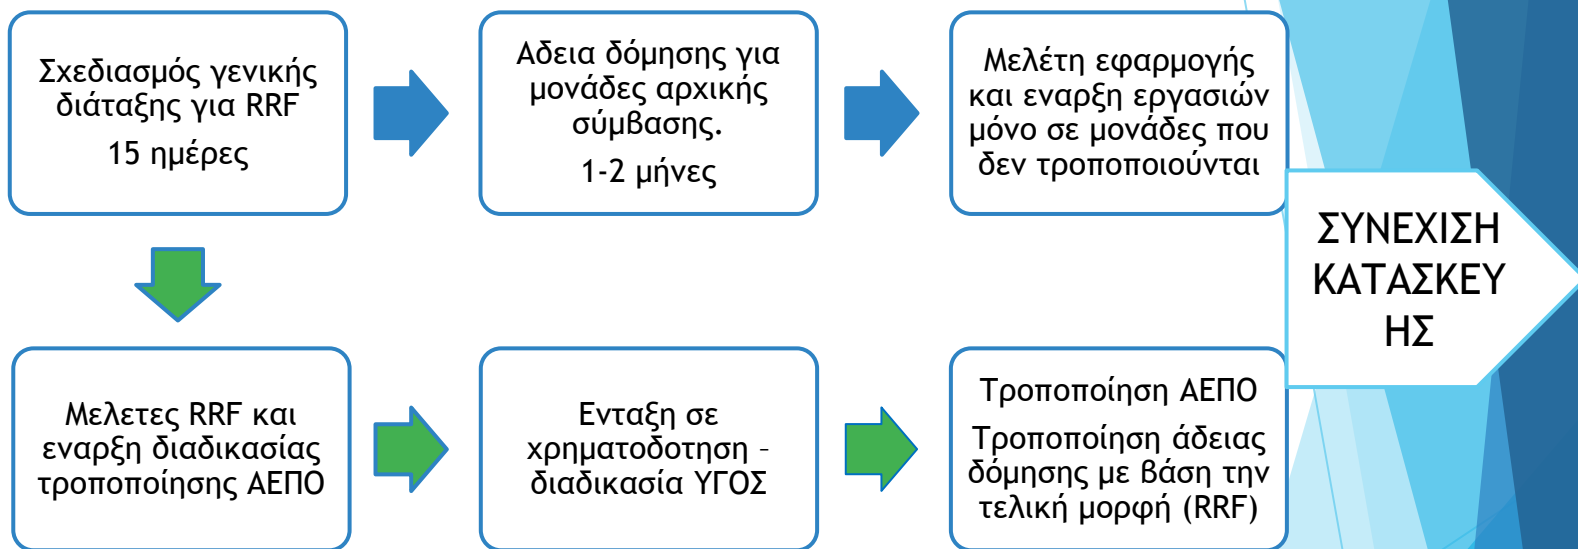 Σχεδιασμός γενικής
διάταξης για RRF
15 ημέρες
Αδεια δόμησης για
μονάδες αρχικής
σύμβασης.
1-2 μήνες
Μελέτη εφαρμογής
και εναρξη εργασιών
μόνο σε μονάδες που
δεν τροποποιούνται
ΣΥΝΕΧΙΣΗ
ΚΑΤΑΣΚΕΥ
ΗΣ
Μελετες RRF και
εναρξη διαδικασίας
τροποποίησης ΑΕΠΟ
Ενταξη σε
χρηματοδοτηση –
διαδικασία ΥΓΟΣ
Τροποποίηση ΑΕΠΟ
Τροποποίηση άδειας
δόμησης με βάση την
τελική μορφή (RRF)